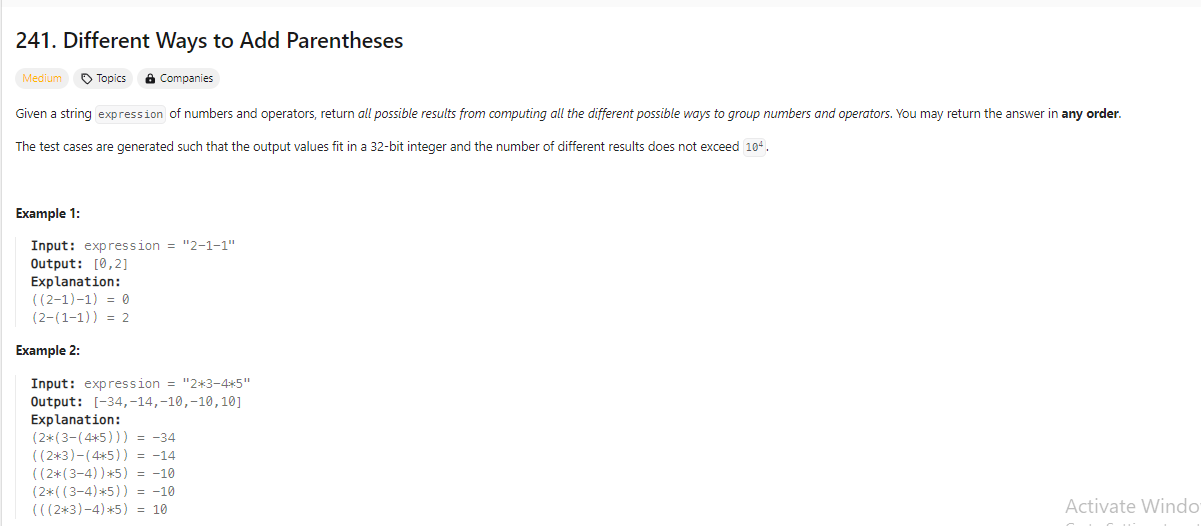 241. Different Ways to Add Parentheses
Medium Topics Companies
Given a string expression of numbers and operators, return all possible results from computing all the different possible ways to group numbers and operators. You may return the answer in any order.
The test cases are generated such that the output values fit in a 32-bit integer and the number of different results does not exceed 10⁴.
Example 1:
Input: expression = "2-1-1"
Output: [0,2]
Explanation:
((2-1)-1) = 0
(2-(1-1)) = 2
Example 2:
Input: expression = "2*3-4*5"
Output: [-34,-14,-10,-10,10]
Explanation:
(2*(3-(4*5))) = -34
((2*3)-(4*5)) = -14
((2*(3-4))*5) = -10
(2*((3-4)*5)) = -10
(((2*3)-4)*5) = 10
Activate Windo